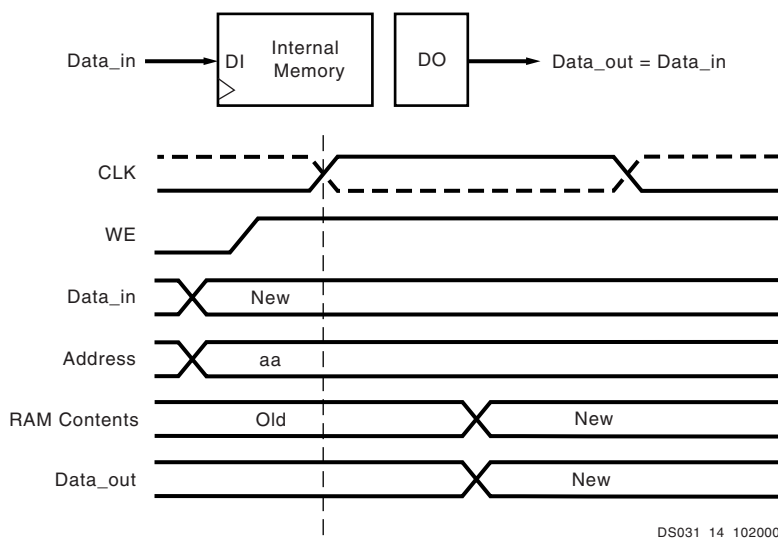 Data_in
DI
Internal
Memory
DO
Data_out = Data_in
CLK
WE
Data_in
New
Address
aa
RAM Contents
Old
New
Data_out
New
DS031_14_102000